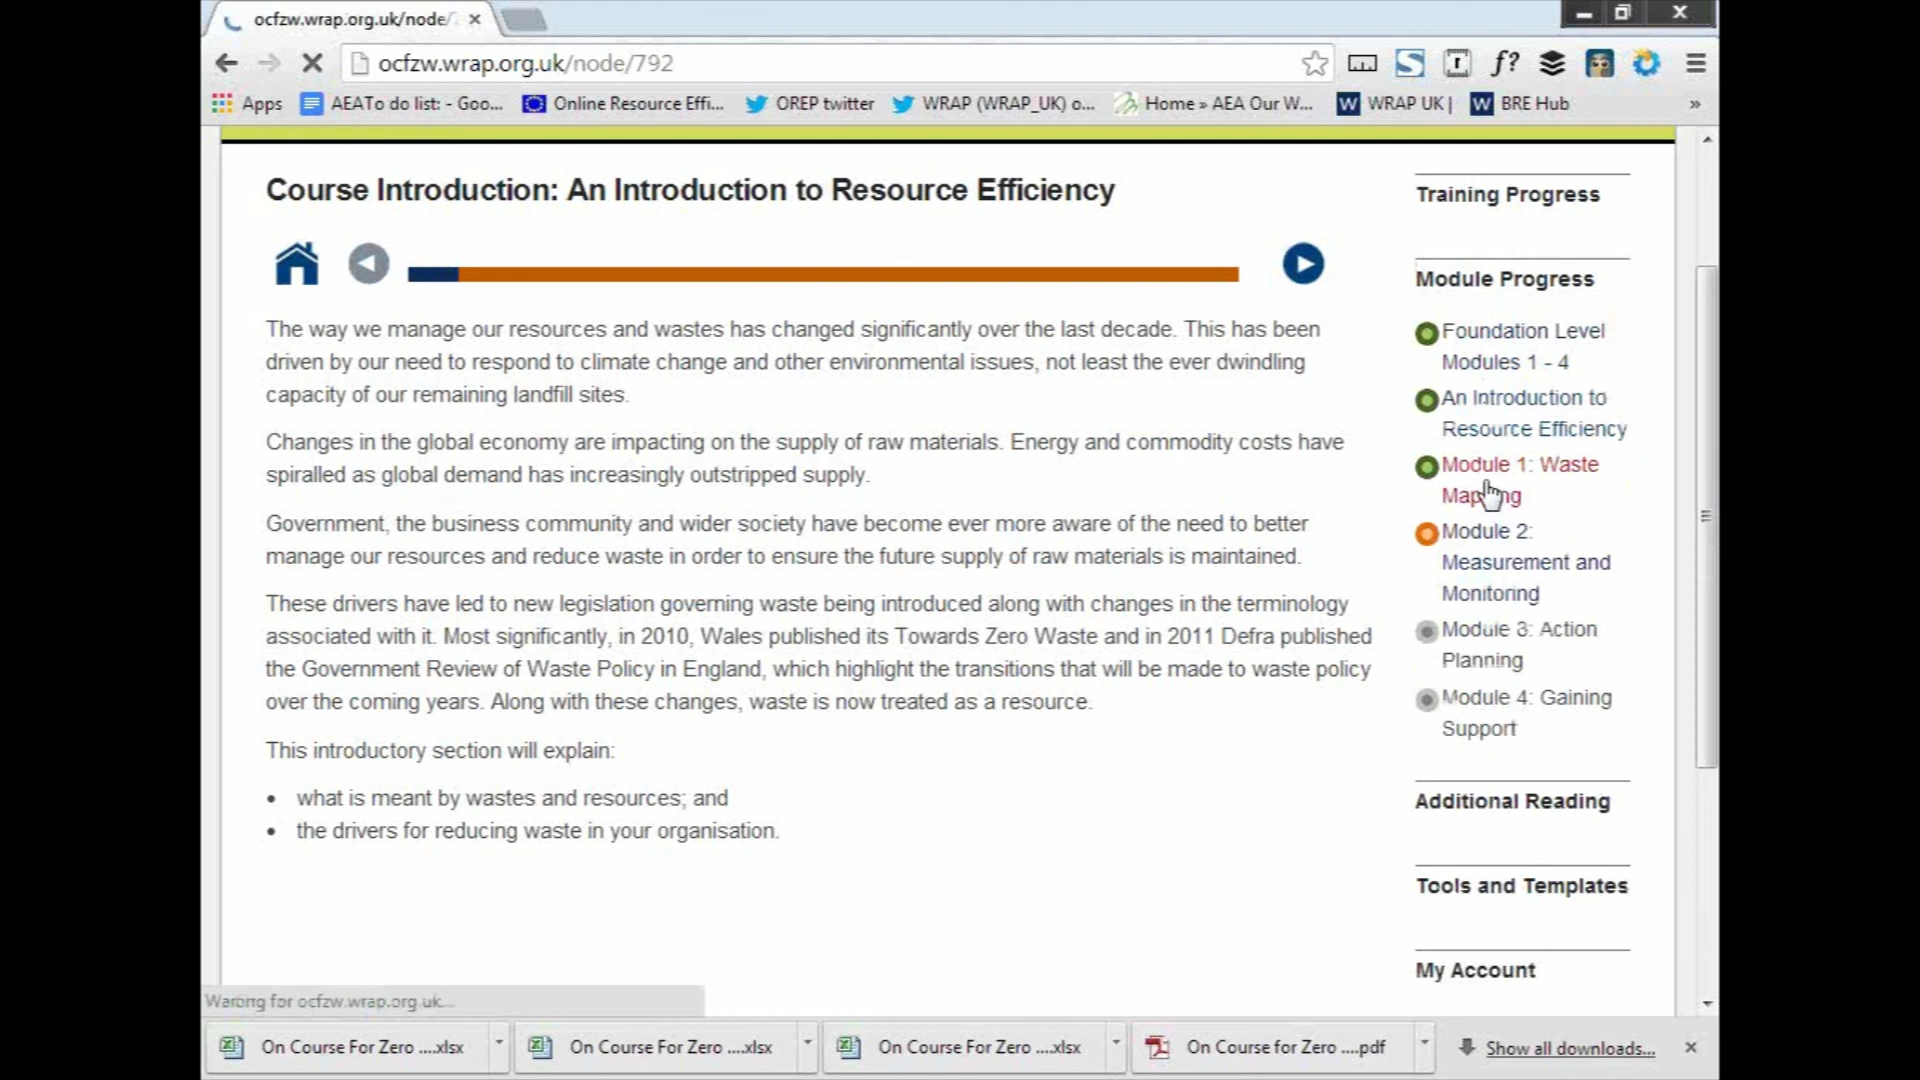 ocfzw.wrap.org.uk/node/
ocfzw.wrap.org.uk/node/792
Apps
AEATo do list: - Goo...
Online Resource Effi...
OREP twitter
WRAP (WRAP_UK) o...
Home » AEA Our W...
WRAP UK |
BRE Hub
»
Course Introduction: An Introduction to Resource Efficiency
The way we manage our resources and wastes has changed significantly over the last decade. This has been
driven by our need to respond to climate change and other environmental issues, not least the ever dwindling
capacity of our remaining landfill sites.
Changes in the global economy are impacting on the supply of raw materials. Energy and commodity costs have
spiralled as global demand has increasingly outstripped supply.
Government, the business community and wider society have become ever more aware of the need to better
manage our resources and reduce waste in order to ensure the future supply of raw materials is maintained.
These drivers have led to new legislation governing waste being introduced along with changes in the terminology
associated with it. Most significantly, in 2010, Wales published its Towards Zero Waste and in 2011 Defra published
the Government Review of Waste Policy in England, which highlight the transitions that will be made to waste policy
over the coming years. Along with these changes, waste is now treated as a resource.
This introductory section will explain:
• what is meant by wastes and resources; and
• the drivers for reducing waste in your organisation.
Training Progress
Module Progress
Foundation Level
Modules 1 - 4
An Introduction to
Resource Efficiency
Module 1: Waste
Mapping
Module 2:
Measurement and
Monitoring
Module 3: Action
Planning
Module 4: Gaining
Support
Additional Reading
Tools and Templates
My Account
Waiting for ocfzw.wrap.org.uk...
On Course For Zero ....xlsx
On Course For Zero ....xlsx
On Course For Zero ....xlsx
On Course for Zero ....pdf
Show all downloads...